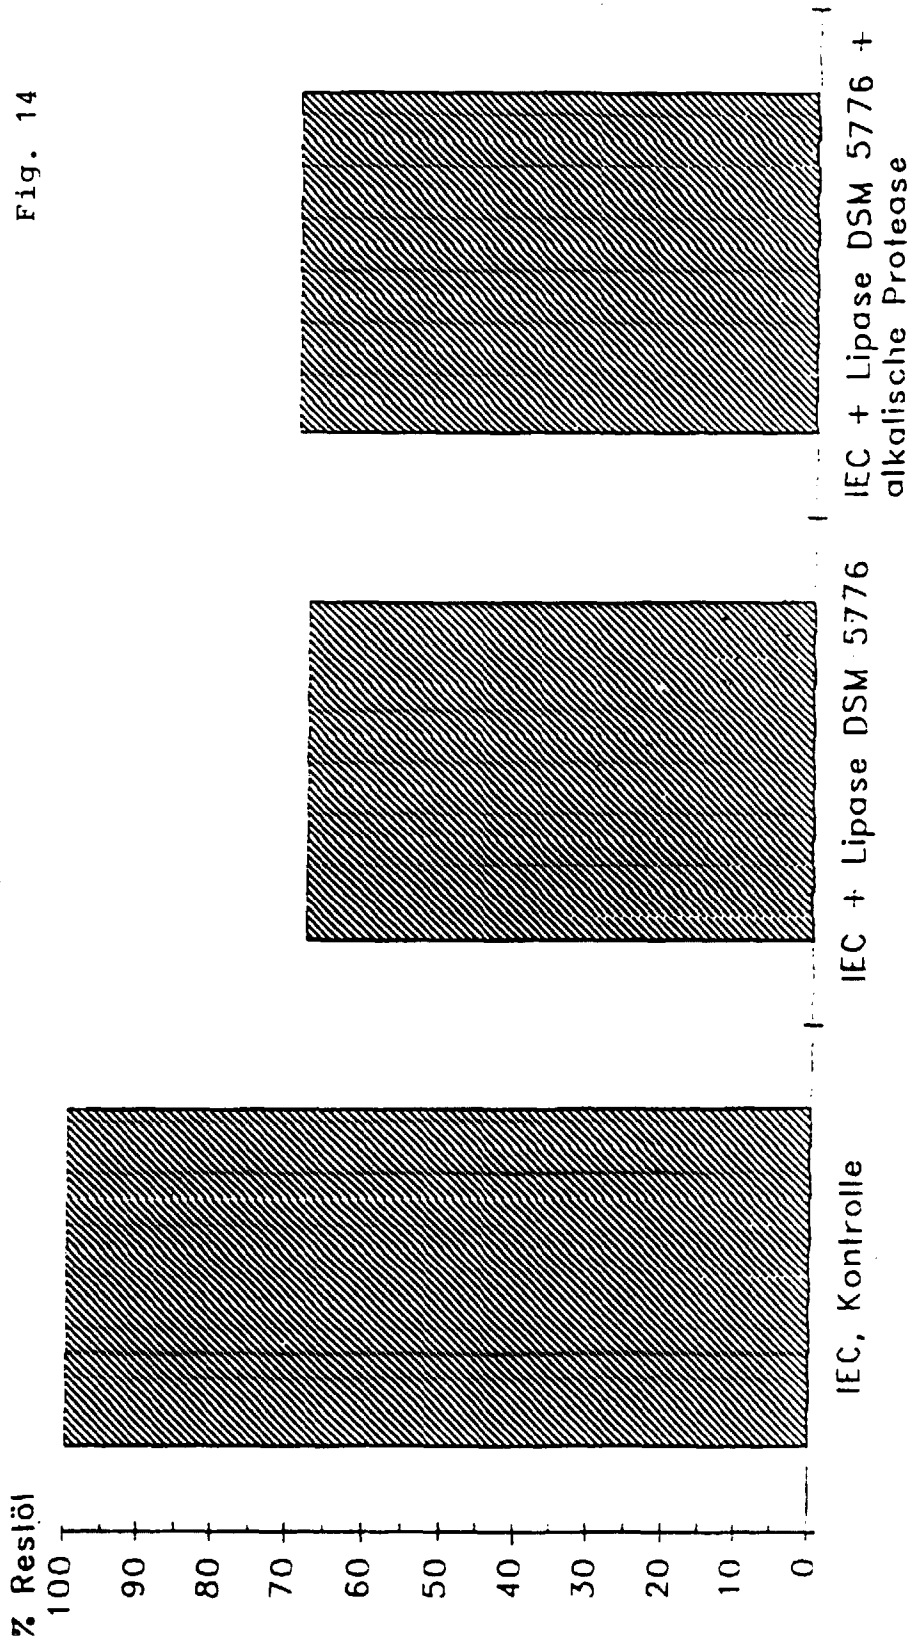 Fig. 14
% Restöl
100
90
80
70
60
50
40
30
20
10
0
IEC, Kontrolle
IEC + Lipase DSM 5776
IEC + Lipase DSM 5776 +
alkalische Protease